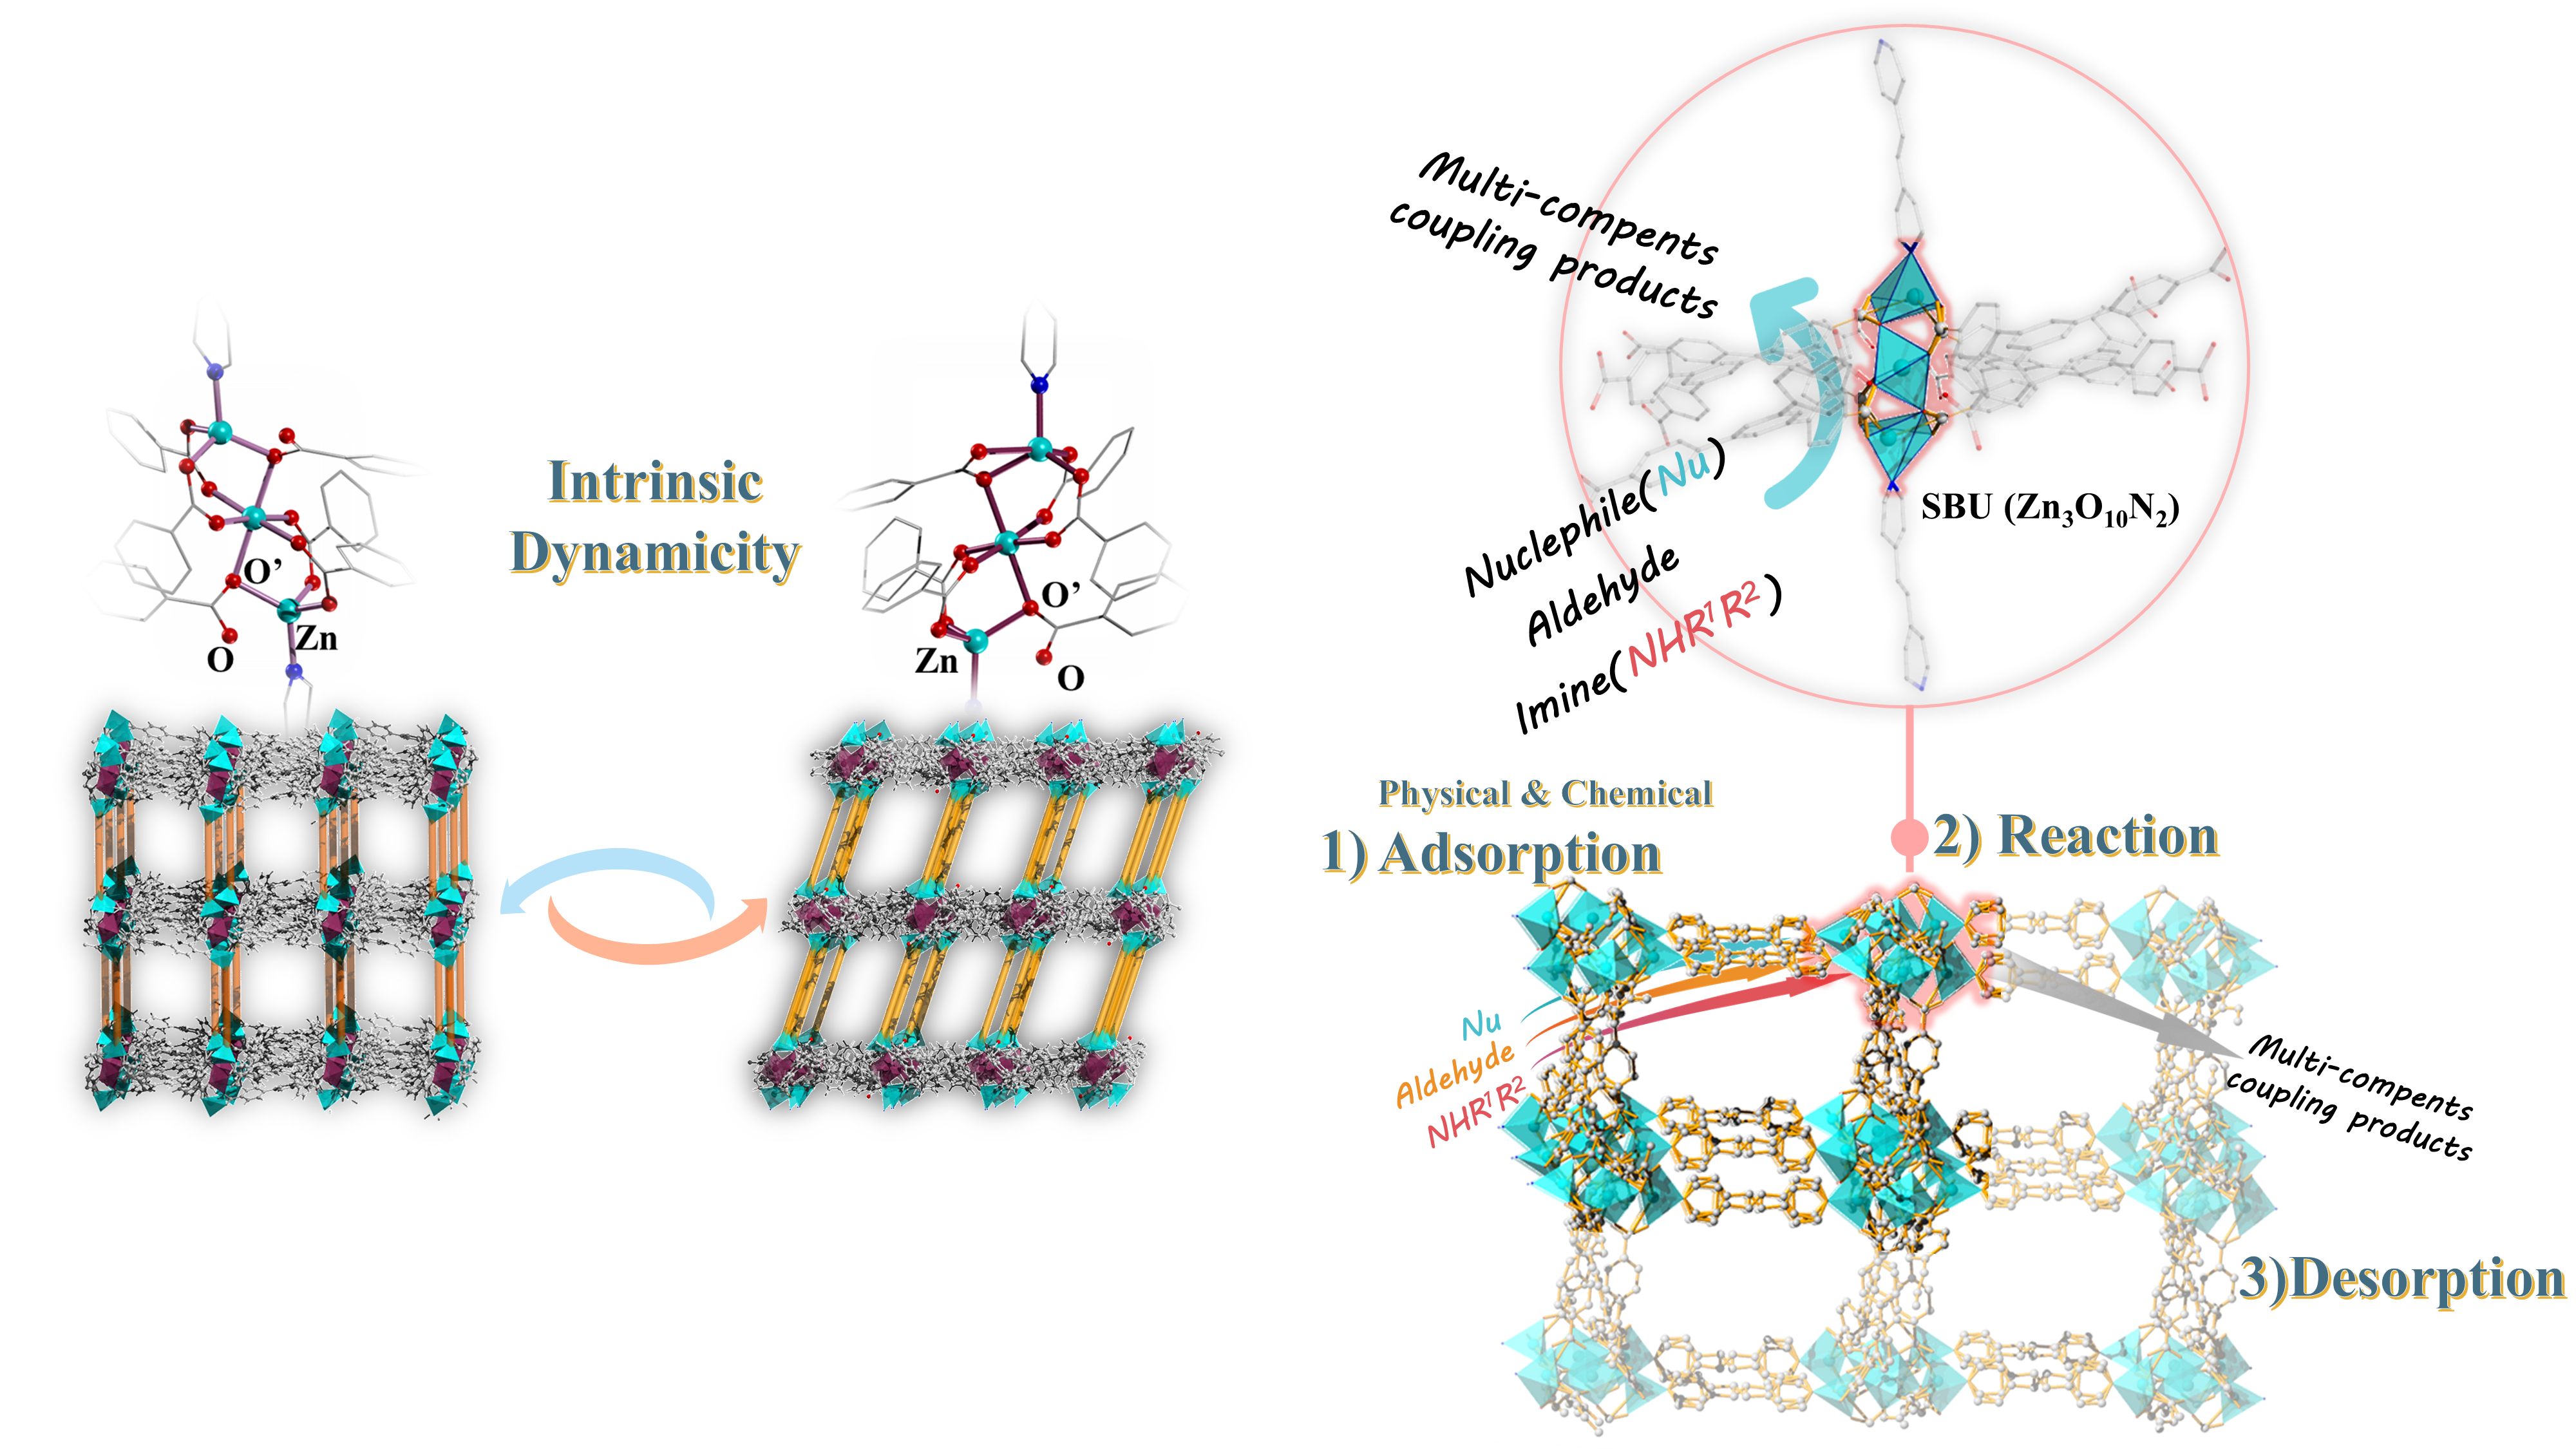 Intrinsic
Dynamicity
O’
Zn
O
O’
Zn
O
Multi-compents
coupling products
Nuclephile(Nu)
Aldehyde
Imine(NHR¹R²)
SBU (Zn₃O₁₀N₂)
Physical & Chemical
1) Adsorption
2) Reaction
Nu
Aldehyde
NHR¹R²
Multi-compents
coupling products
3)Desorption